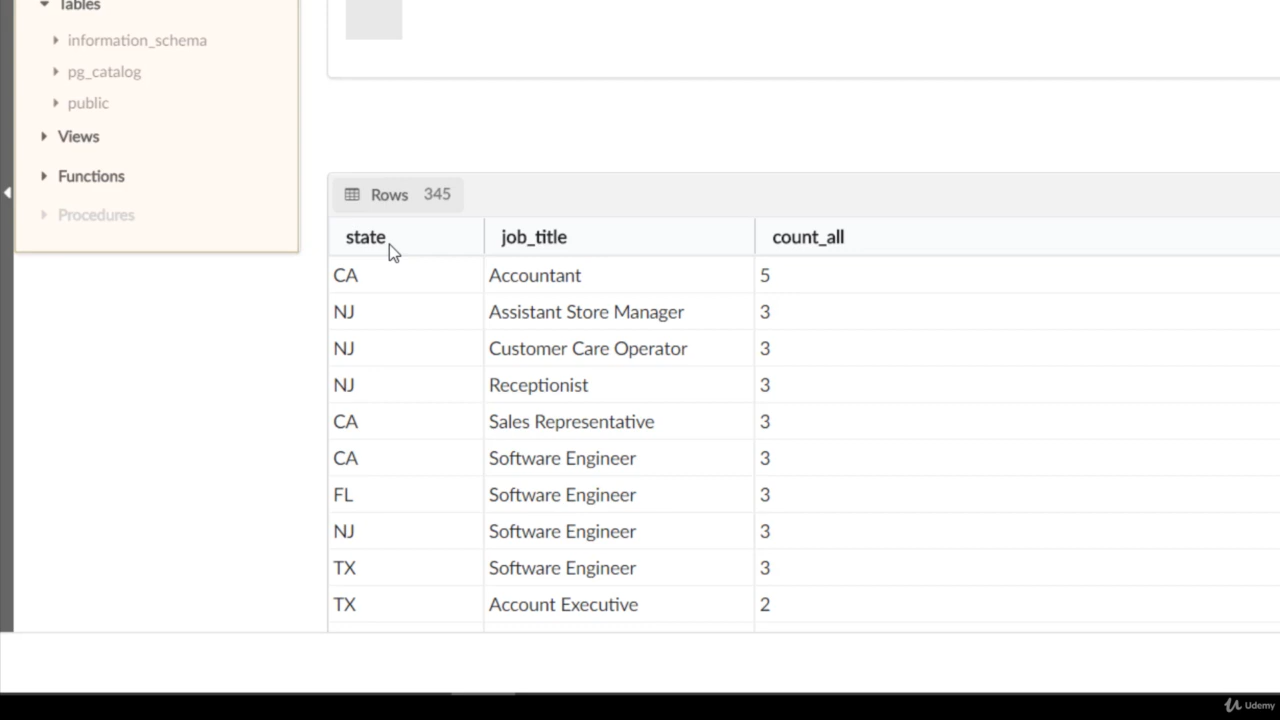 Tables
information_schema
pg_catalog
public
Views
Functions
Procedures
Rows 345
state job_title count_all
CA Accountant 5
NJ Assistant Store Manager 3
NJ Customer Care Operator 3
NJ Receptionist 3
CA Sales Representative 3
CA Software Engineer 3
FL Software Engineer 3
NJ Software Engineer 3
TX Software Engineer 3
TX Account Executive 2
Udemy